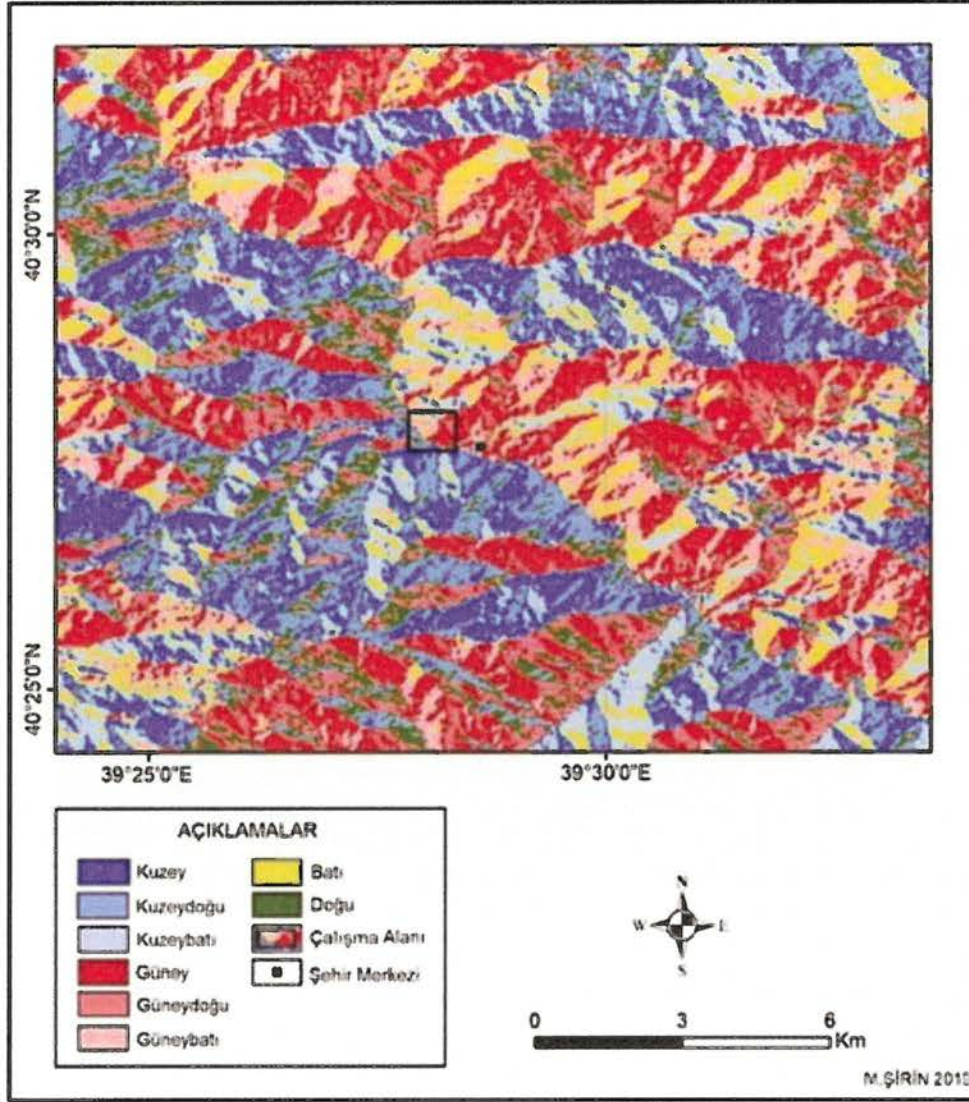 40°30'0"N
40°25'0"N
39°25'0"E 39°30'0"E
AÇIKLAMALAR
Kuzey
Kuzeydoğu
Kuzeybatı
Güney
Güneydoğu
Güneybatı
Batı
Doğu
Çalışma Alanı
Şehir Merkezi
N
W E
S
0 3 6
Km
M.ŞİRİN